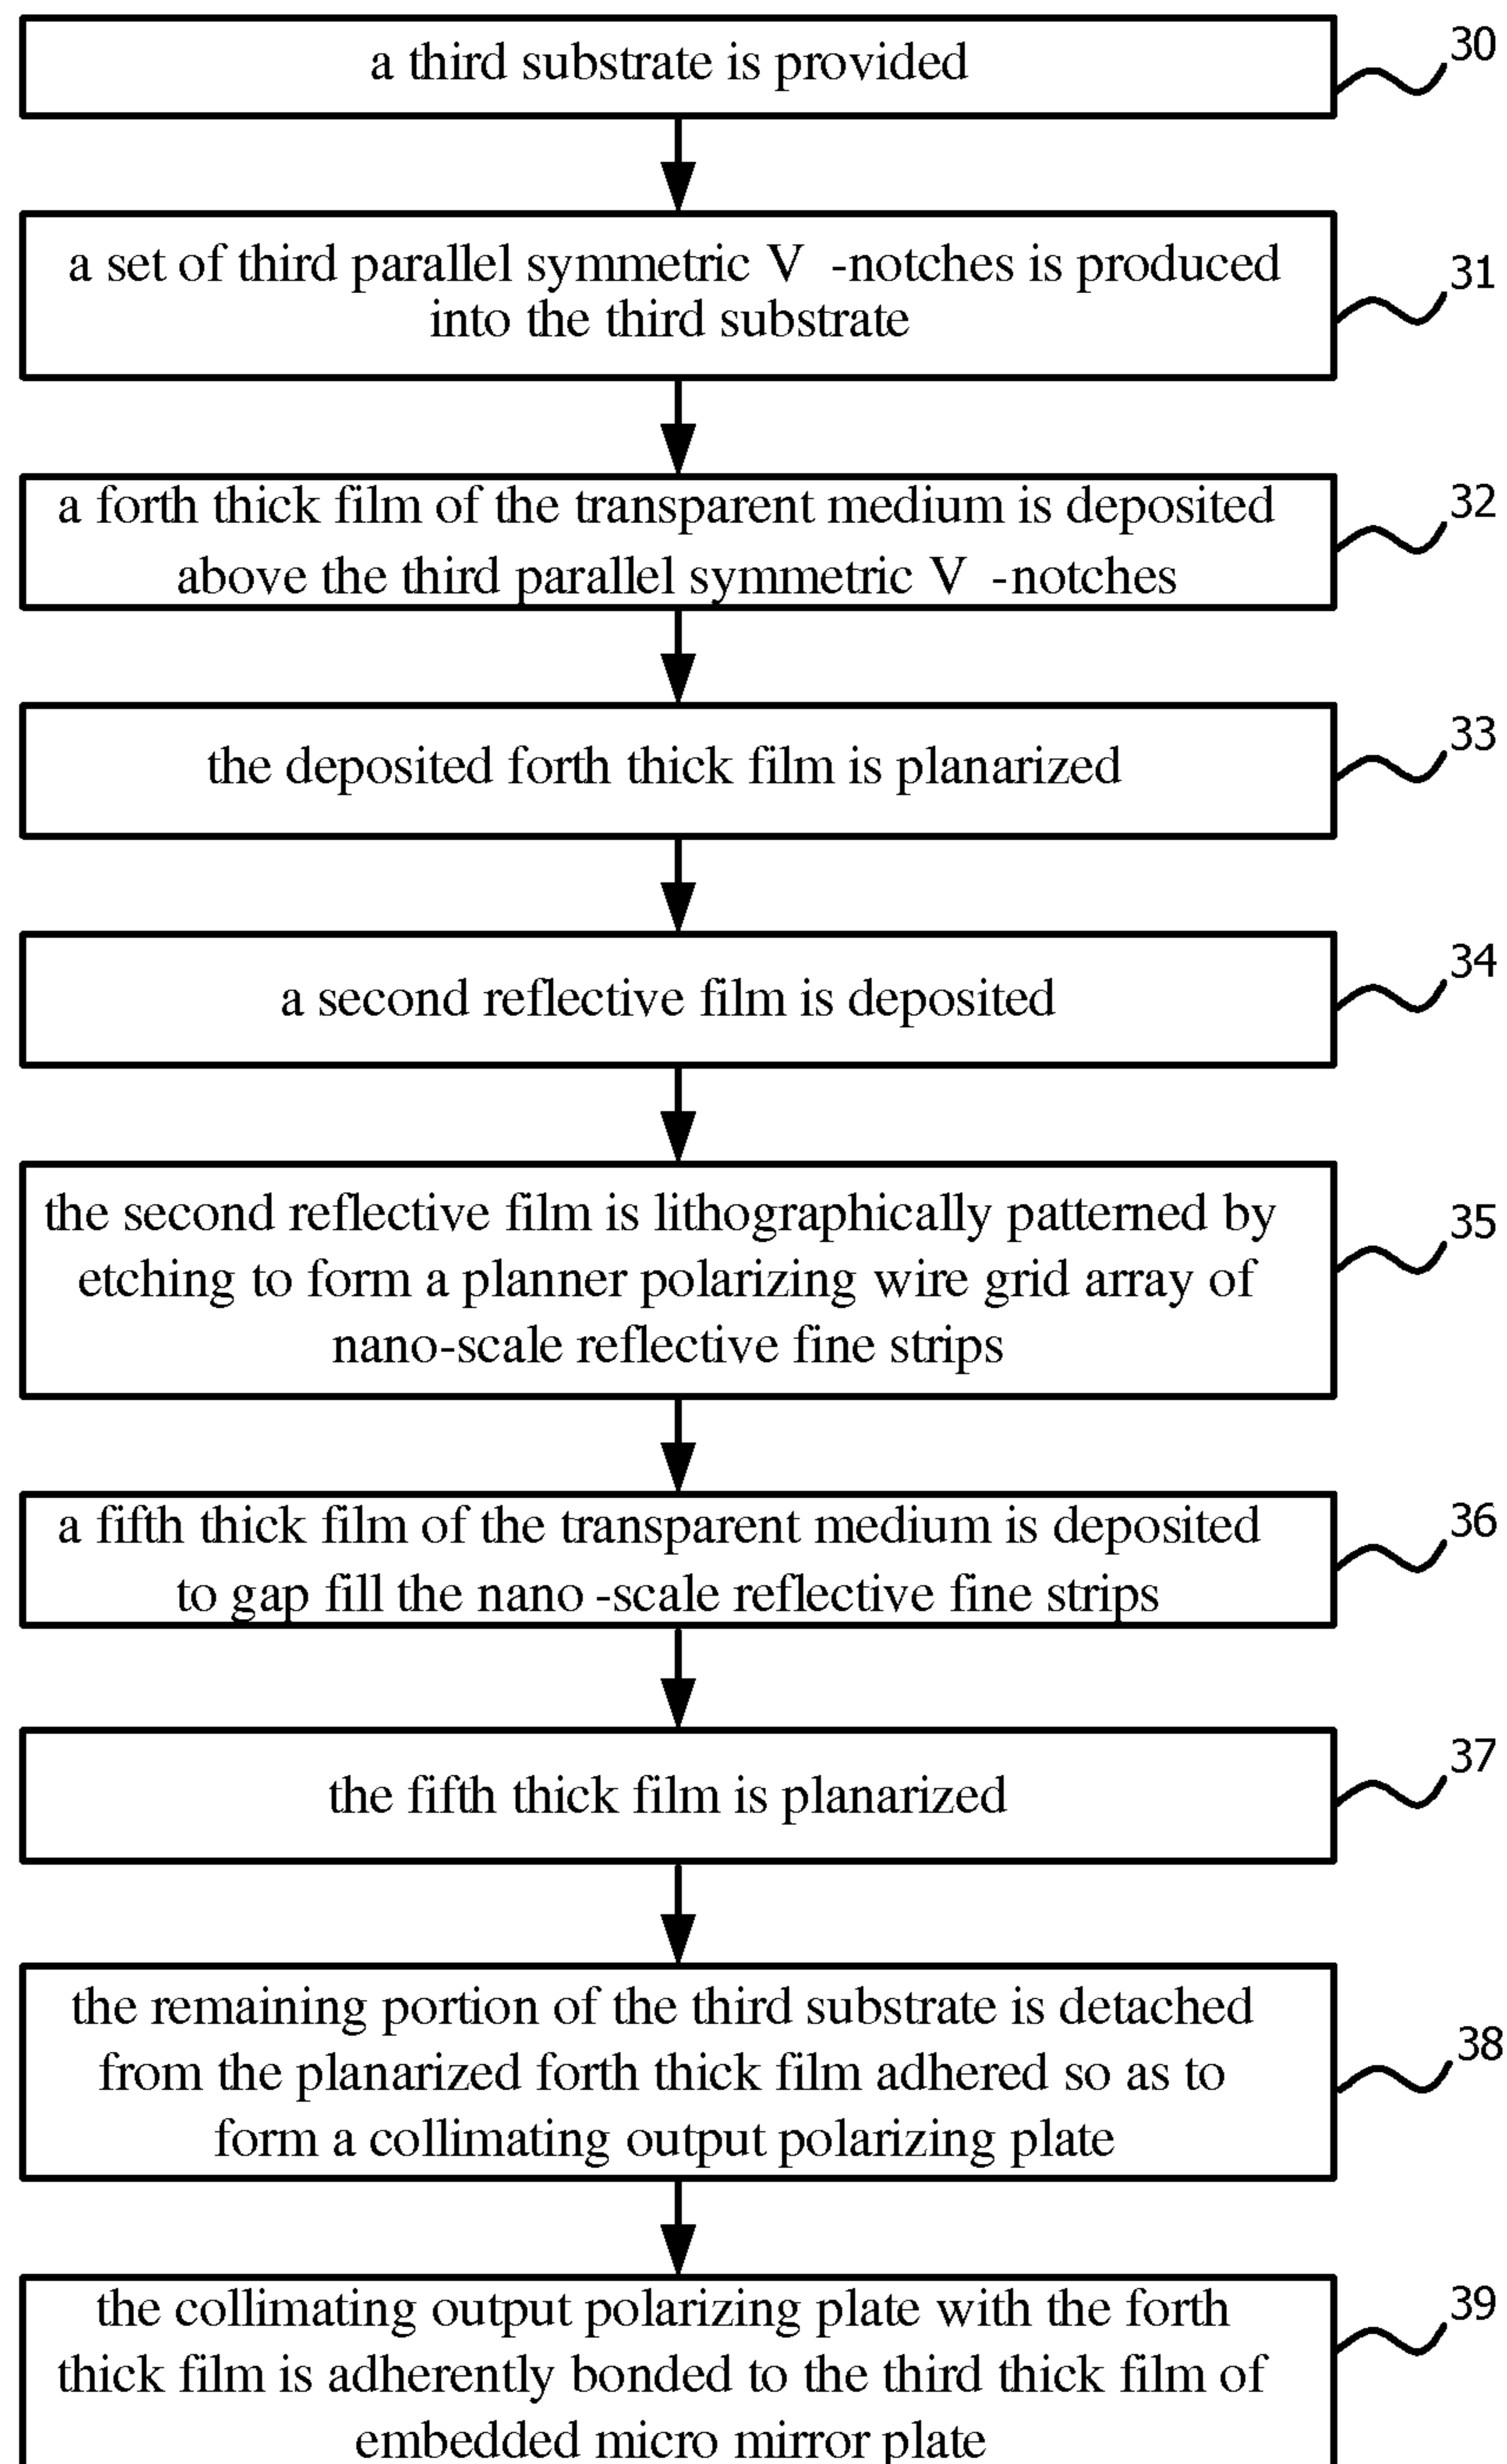 a third substrate is provided
30
a set of third parallel symmetric V -notches is produced
into the third substrate
31
a forth thick film of the transparent medium is deposited
above the third parallel symmetric V -notches
32
the deposited forth thick film is planarized
33
a second reflective film is deposited
34
the second reflective film is lithographically patterned by
etching to form a planner polarizing wire grid array of
nano-scale reflective fine strips
35
a fifth thick film of the transparent medium is deposited
to gap fill the nano -scale reflective fine strips
36
the fifth thick film is planarized
37
the remaining portion of the third substrate is detached
from the planarized forth thick film adhered so as to
form a collimating output polarizing plate
38
the collimating output polarizing plate with the forth
thick film is adherently bonded to the third thick film of
embedded micro mirror plate
39